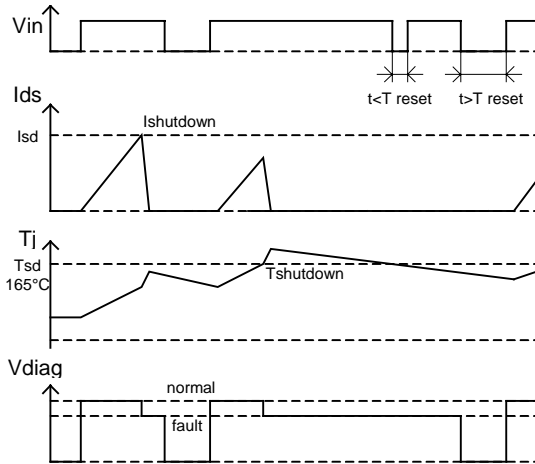 Vin
t<T reset
t>T reset
Ids
Ishutdown
Isd
Tj
Tsd
165°C
Tshutdown
Vdiag
normal
fault